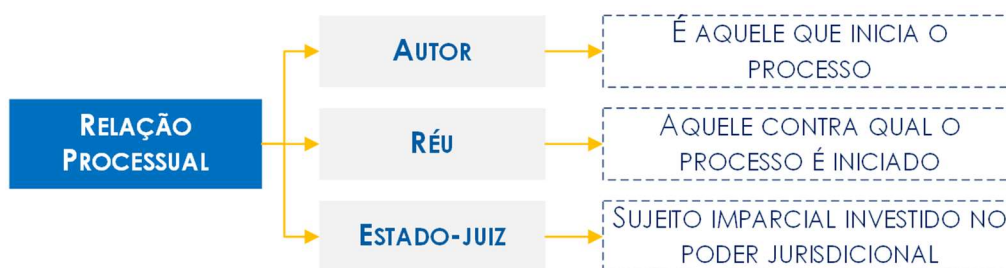 RELAÇÃO
PROCESSUAL
AUTOR
É AQUELE QUE INICIA O
PROCESSO
RÉU
AQUELE CONTRA QUAL O
PROCESSO É INICIADO
ESTADO-JUIZ
SUJEITO IMPARCIAL INVESTIDO NO
PODER JURISDICIONAL